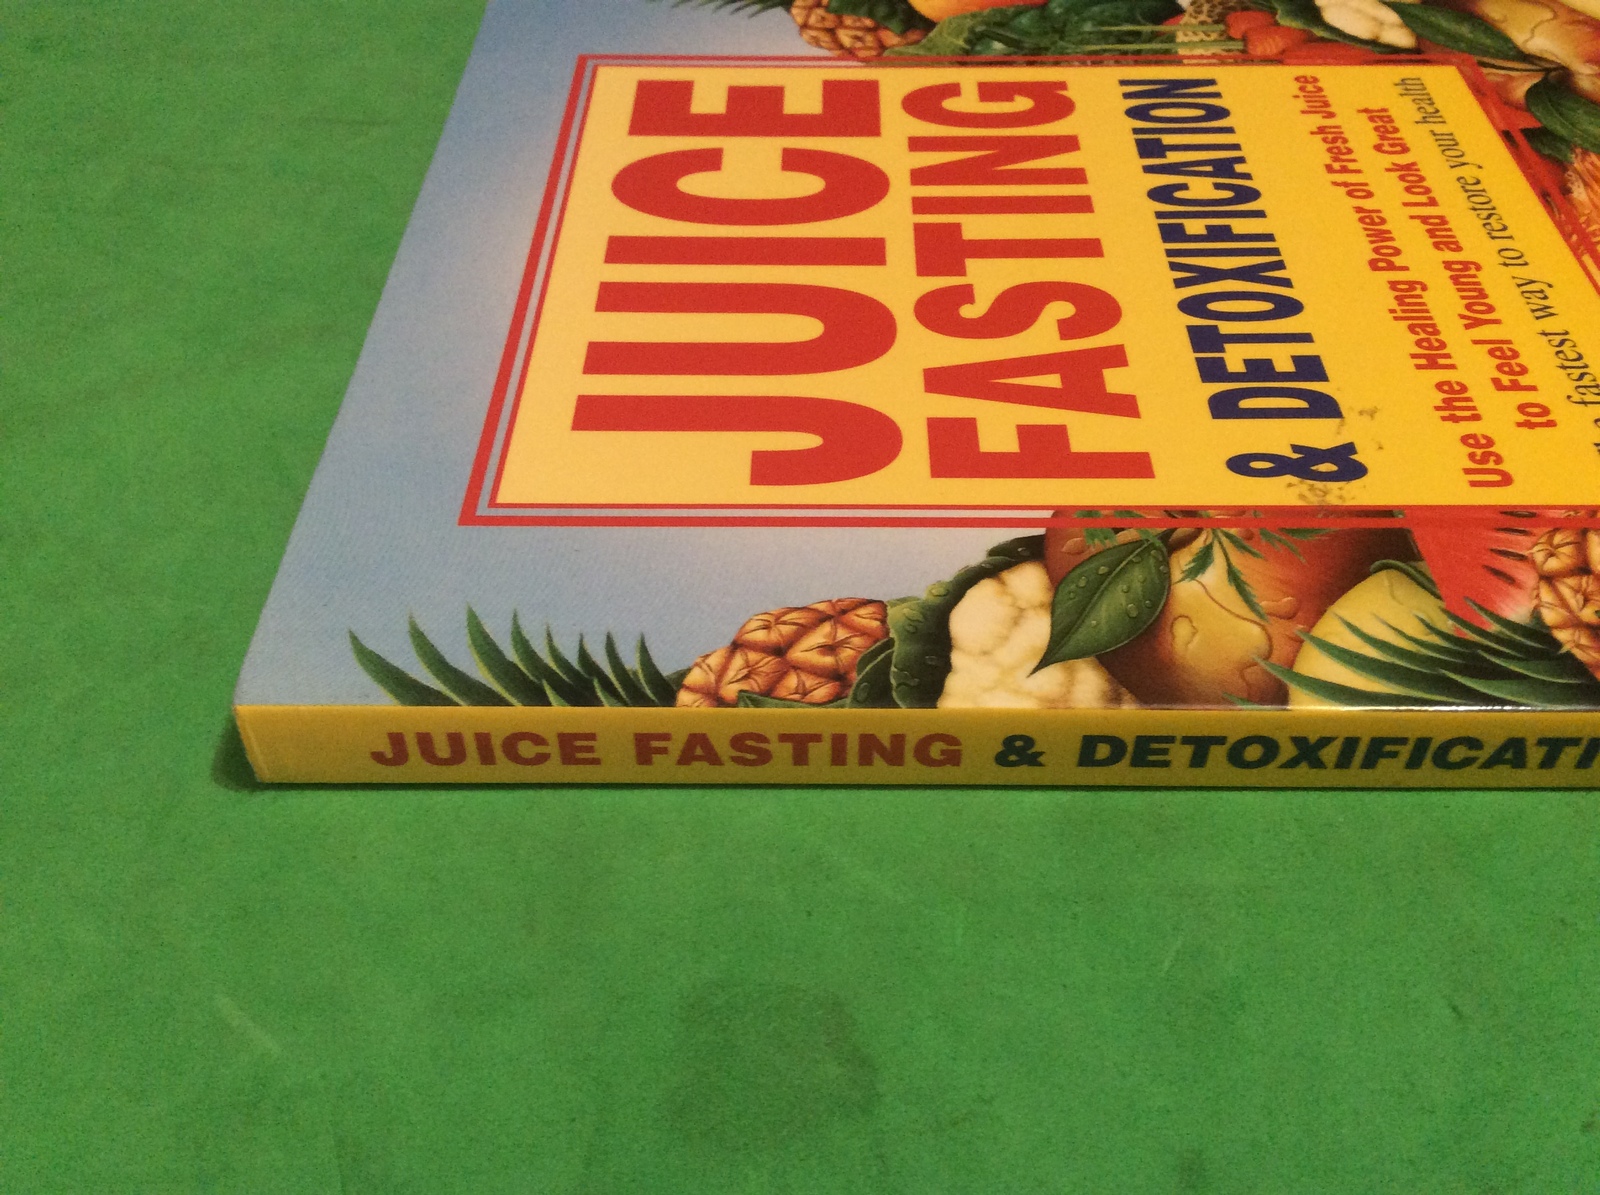 JUICE
FASTING
& DETOXIFICATION
Use the Healing Power of Fresh Juice
to Feel Young and Look Great
fastest way to restore your health
JUICE FASTING & DETOXIFICATI